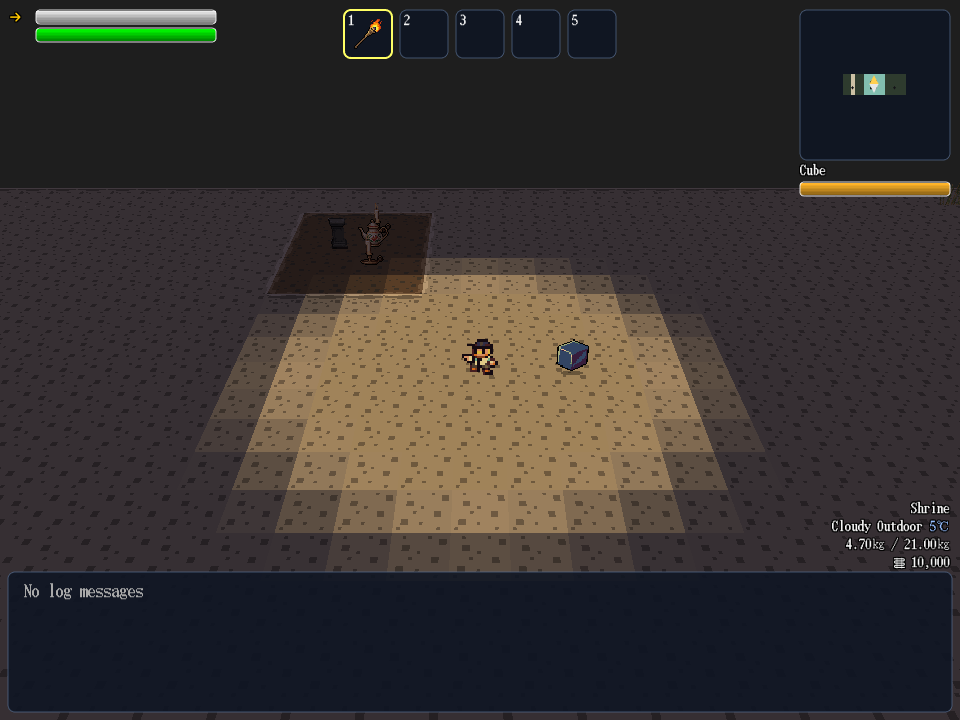 1 2 3 4 5
Cube
Shrine
Cloudy Outdoor 5℃
4.70kg / 21.00kg
10,000
No log messages